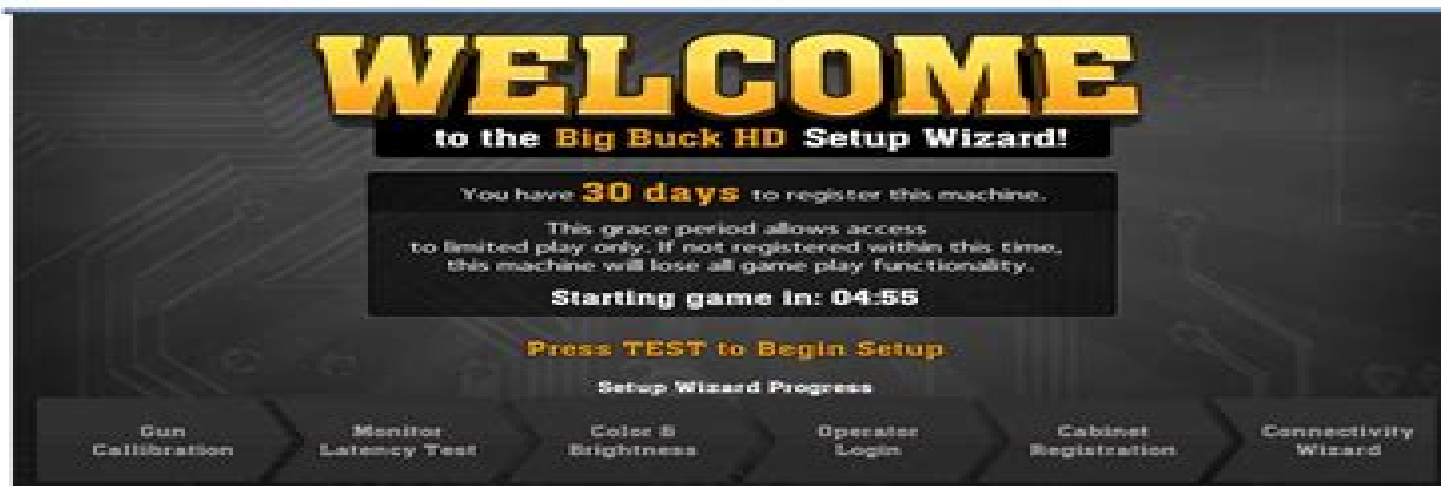 WELCOME
to the Big Buck HD Setup Wizard!
You have 30 days to register this machine.
This grace period allows access
to limited play only. If not registered within this time,
this machine will lose all game play functionality.
Starting game in: 04:55
Press TEST to Begin Setup
Setup Wizard Progress
Gun
Callibration
Monitor
Latency Test
Color &
Brightness
Operator
Login
Cabinet
Registration
Connectivity
Wizard